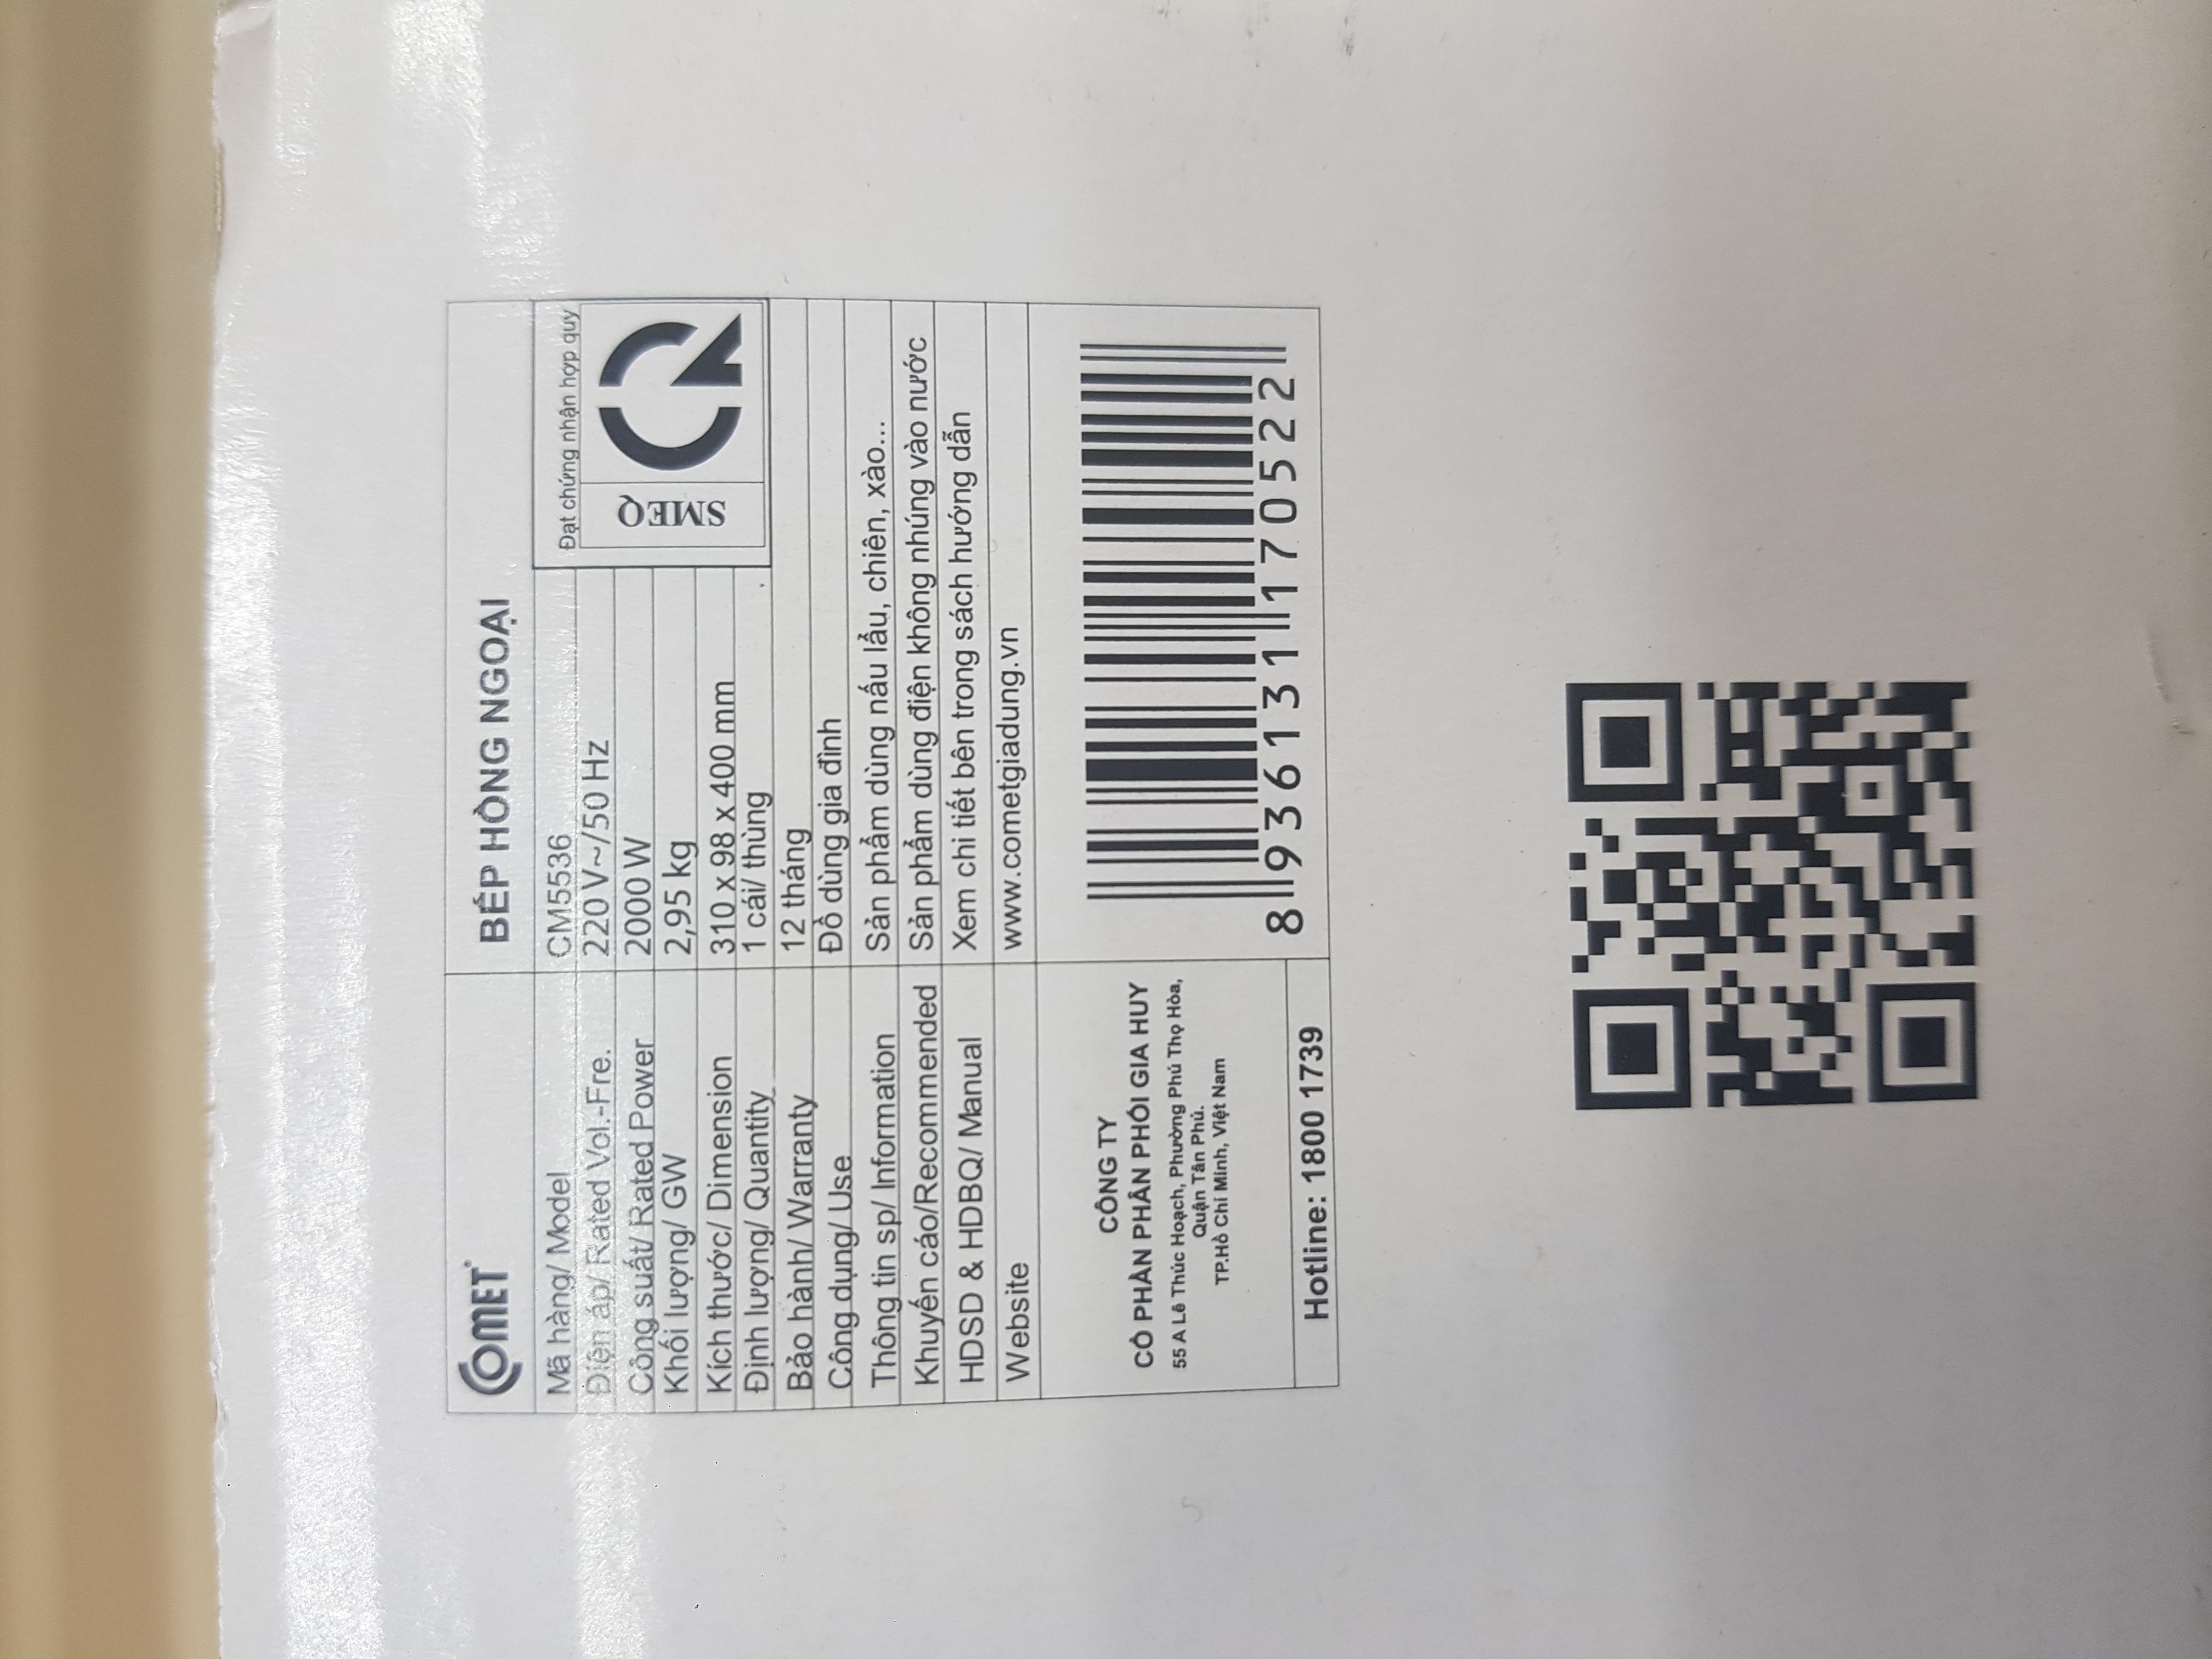 COMET® BẾP HỒNG NGOẠI
Mã hàng/ Model CM5536
Điện áp/ Rated Vol.-Fre. 220 V~/50 Hz
Công suất/ Rated Power 2000 W
Khối lượng/ GW 2,95 kg
Kích thước/ Dimension 310 x 98 x 400 mm
Định lượng/ Quantity 1 cái/ thùng
Đạt chứng nhận hợp quy
SMEQ
Bảo hành/ Warranty 12 tháng
Công dụng/ Use Đồ dùng gia đình
Thông tin sp/ Information Sản phẩm dùng nấu lẩu, chiên, xào...
Khuyến cáo/Recommended Sản phẩm dùng điện không nhúng vào nước
HDSD & HDBQ/ Manual Xem chi tiết bên trong sách hướng dẫn
Website www.cometgiadung.vn
CÔNG TY
CỔ PHẦN PHÂN PHỐI GIA HUY
55 A Lê Thúc Hoạch, Phường Phú Thọ Hòa,
Quận Tân Phú.
TP.Hồ Chí Minh, Việt Nam
Hotline: 1800 1739
8 936131 170522